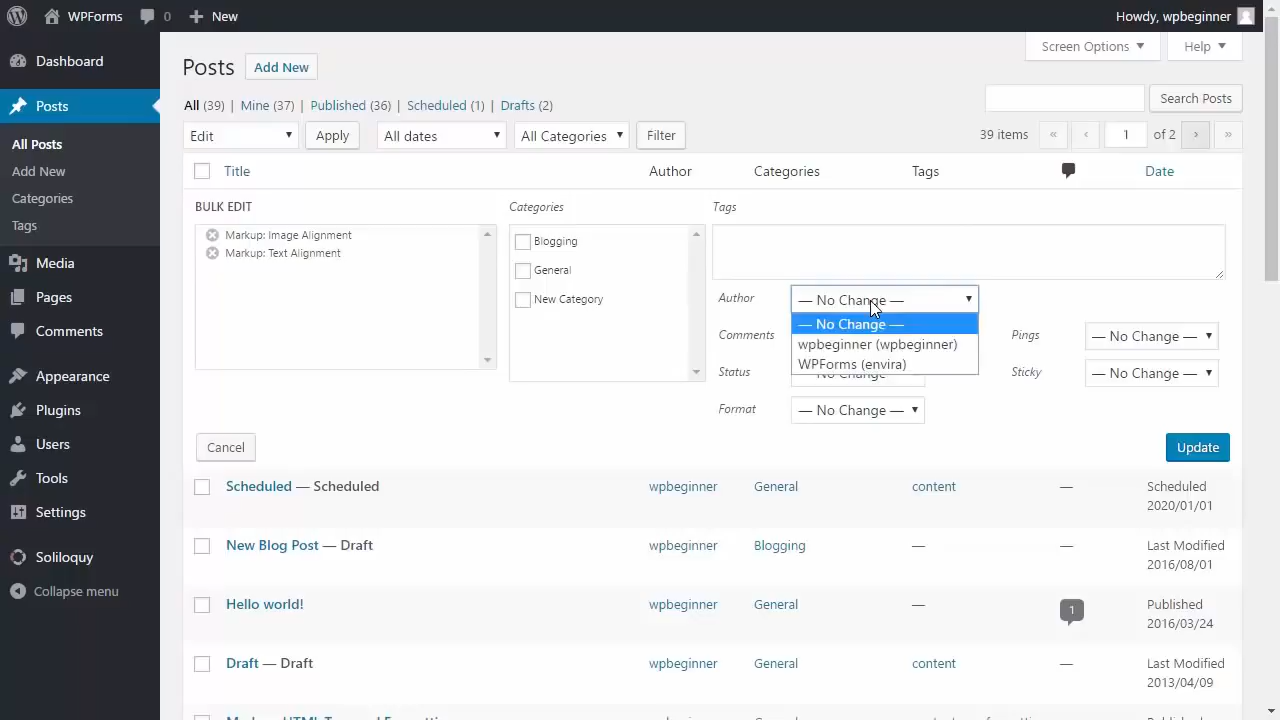 WPForms 0 New Howdy, wpbeginner
Screen Options Help
Dashboard
Posts
All Posts
Add New
Categories
Tags
Media
Pages
Comments
Appearance
Plugins
Users
Tools
Settings
Soliloquy
Collapse menu
Posts Add New
All (39) | Mine (37) | Published (36) | Scheduled (1) | Drafts (2)
Search Posts
Edit Apply All dates All Categories Filter 39 items « ‹ 1 of 2 › »
Title Author Categories Tags Date
BULK EDIT Categories Tags
Markup: Image Alignment
Markup: Text Alignment
Blogging
General
New Category
Author — No Change —
— No Change —
wpbeginner (wpbeginner)
WPForms (envira)
Comments Pings — No Change —
Status — No Change — Sticky — No Change —
Format — No Change —
Cancel Update
Scheduled — Scheduled wpbeginner General content — Scheduled
2020/01/01
New Blog Post — Draft wpbeginner Blogging — — Last Modified
2016/08/01
Hello world! wpbeginner General — 1 Published
2016/03/24
Draft — Draft wpbeginner General content — Last Modified
2013/04/09